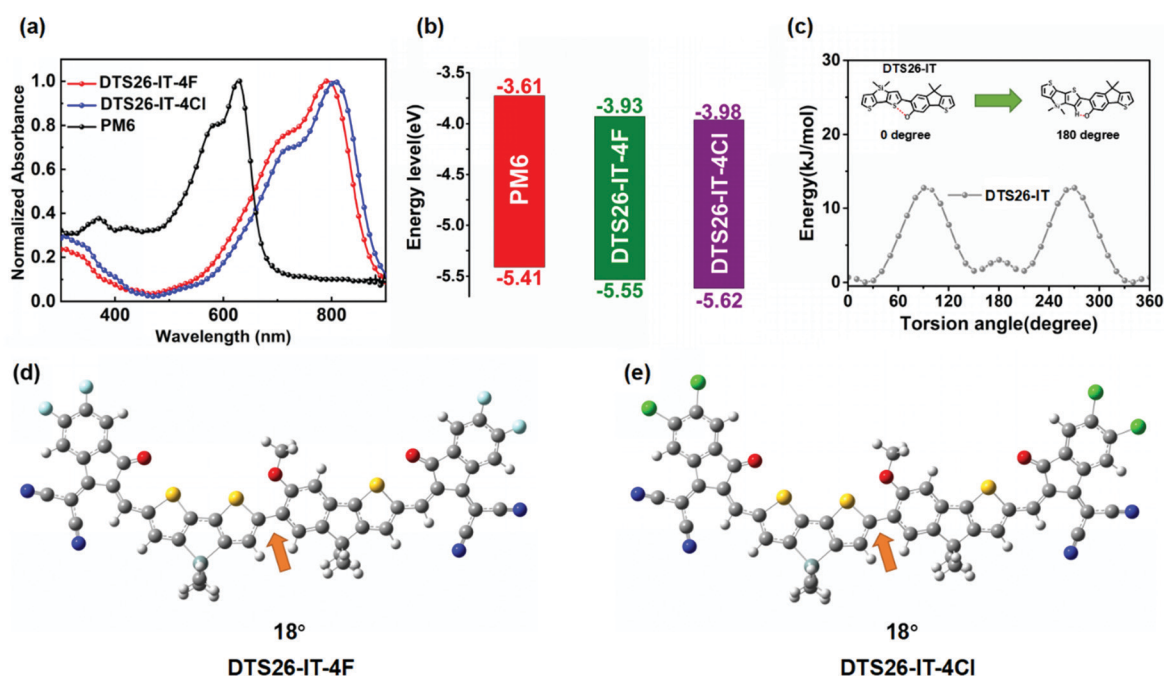 (a)
DTS26-IT-4F
DTS26-IT-4Cl
PM6
Normalized Absorbance
1.0
0.8
0.6
0.4
0.2
0.0
400
600
800
Wavelength (nm)
(b)
Energy level(eV)
-3.5
-4.0
-4.5
-5.0
-5.5
-3.61
PM6
-5.41
-3.93
DTS26-IT-4F
-5.55
-3.98
DTS26-IT-4Cl
-5.62
(c)
Energy(kJ/mol)
30
20
10
0
DTS26-IT
0 degree
180 degree
DTS26-IT
0
60
120
180
240
300
360
Torsion angle(degree)
(d)
18°
DTS26-IT-4F
(e)
18°
DTS26-IT-4Cl